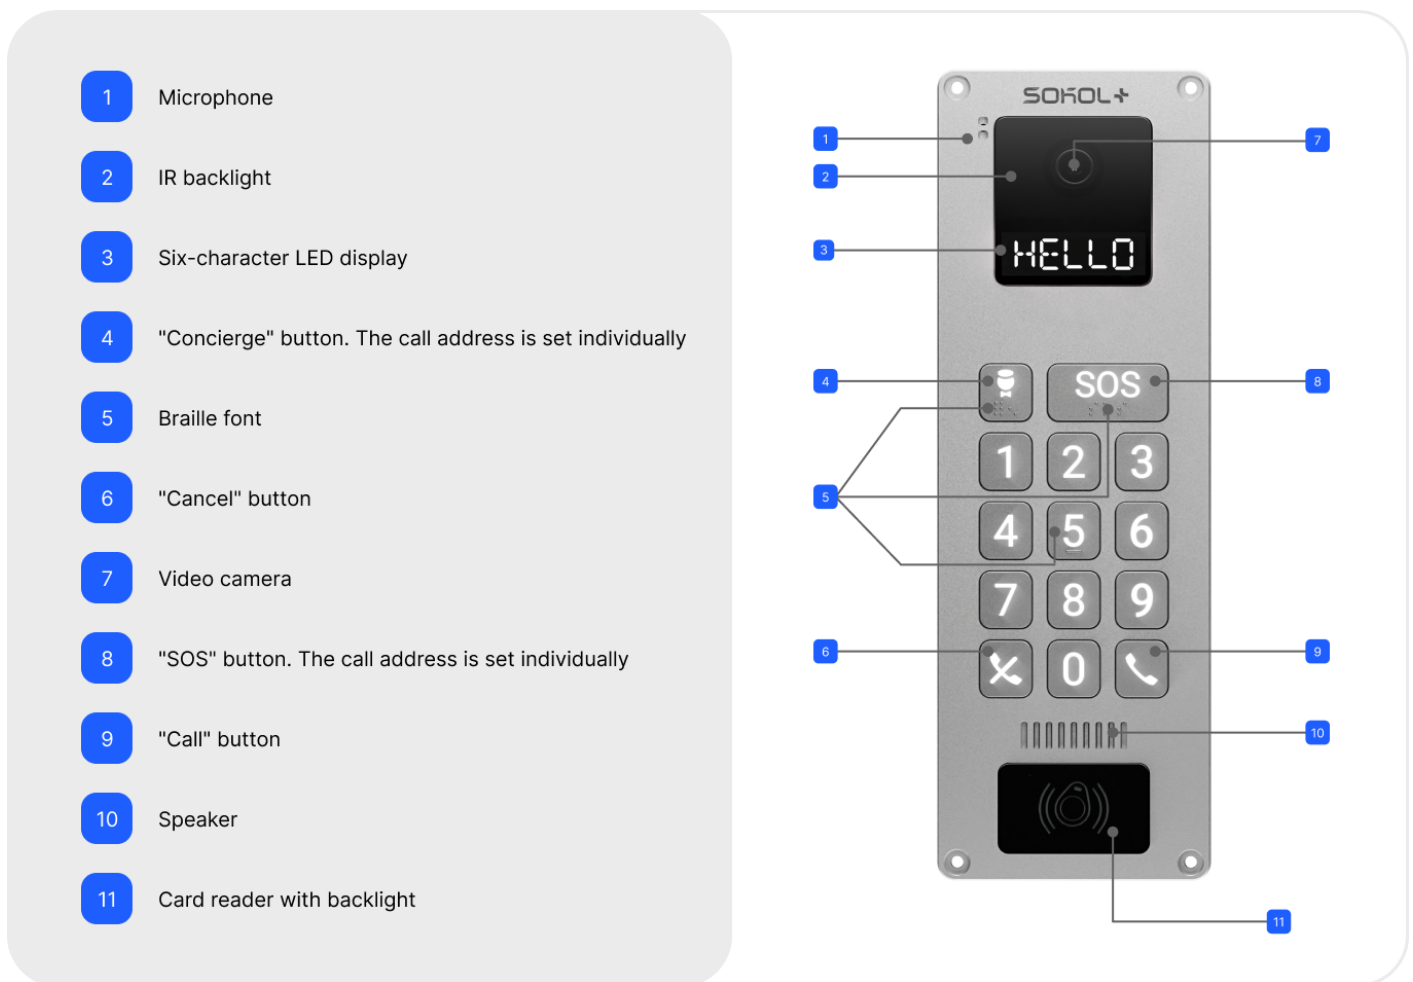 1 Microphone
2 IR backlight
3 Six-character LED display
4 "Concierge" button. The call address is set individually
5 Braille font
6 "Cancel" button
7 Video camera
8 "SOS" button. The call address is set individually
9 "Call" button
10 Speaker
11 Card reader with backlight
SOKOL+
1
7
2
3
HELLO
4
SOS
8
1 2 3
5
4 5 6
7 8 9
6
0
9
10
11